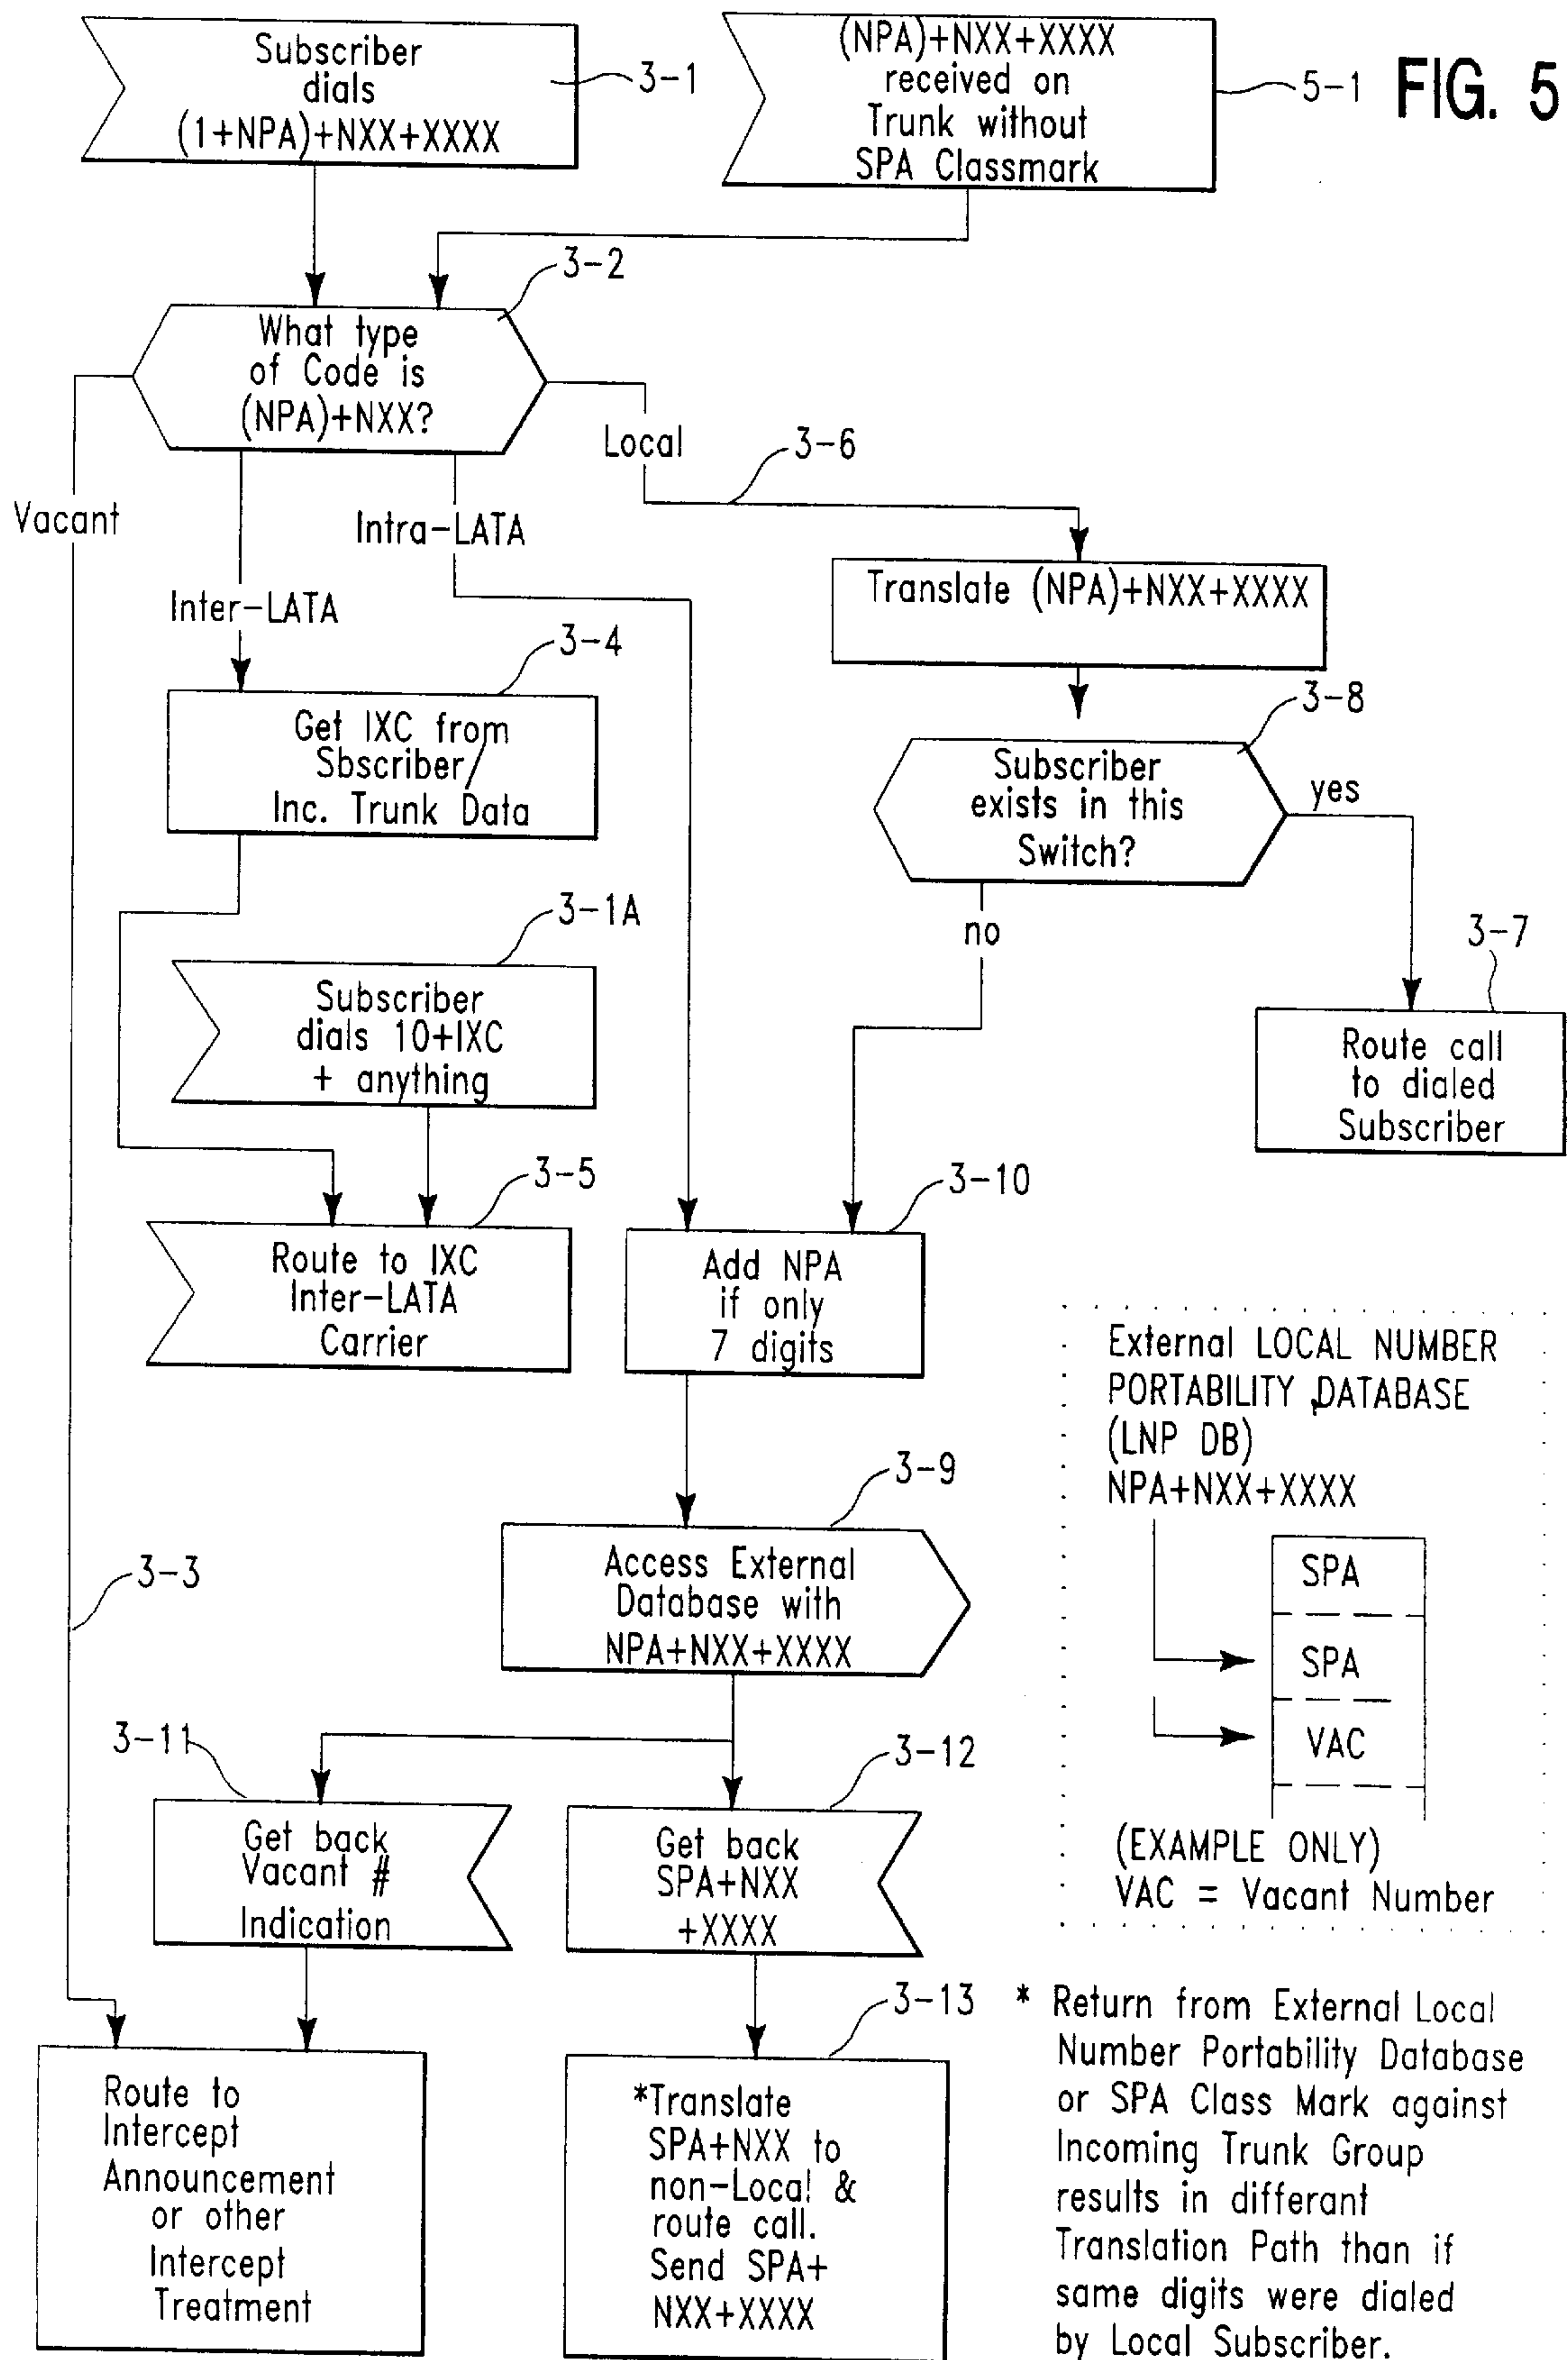 Subscriber
dials
(1+NPA)+NXX+XXXX
3-1
(NPA)+NXX+XXXX
received on
Trunk without
SPA Classmark
5-1
FIG. 5
3-2
What type
of Code is
(NPA)+NXX?
Vacant
Inter-LATA
Intra-LATA
Local
3-6
Translate (NPA)+NXX+XXXX
3-4
Get IXC from
Sbscriber/
Inc. Trunk Data
3-8
Subscriber
exists in this
Switch?
yes
no
3-1A
Subscriber
dials 10+IXC
+ anything
3-7
Route call
to dialed
Subscriber
3-5
Route to IXC
Inter-LATA
Carrier
3-10
Add NPA
if only
7 digits
External LOCAL NUMBER
PORTABILITY DATABASE
(LNP DB)
NPA+NXX+XXXX
SPA
SPA
VAC
(EXAMPLE ONLY)
VAC = Vacant Number
3-9
Access External
Database with
NPA+NXX+XXXX
3-3
3-11
Get back
Vacant #
Indication
3-12
Get back
SPA+NXX
+XXXX
Route to
Intercept
Announcement
or other
Intercept
Treatment
3-13
*Translate
SPA+NXX to
non-Local &
route call.
Send SPA+
NXX+XXXX
* Return from External Local
Number Portability Database
or SPA Class Mark against
Incoming Trunk Group
results in differant
Translation Path than if
same digits were dialed
by Local Subscriber.